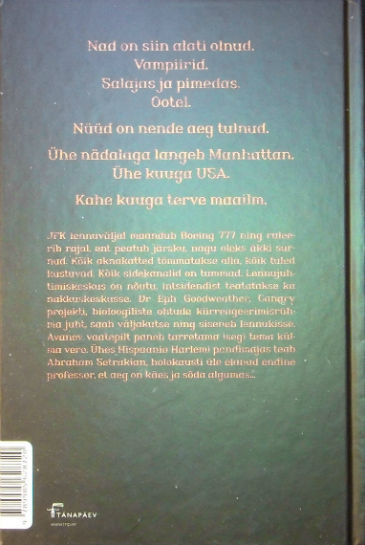 Nad on siin alati olnud.
Vampiirid.
Salajas ja pimedas.
Ootel.
Nüüd on nende aeg tulnud.
Ühe nädalaga langeb Manhattan.
Ühe kuuga USA.
Kahe kuuga terve maailm.
JFK lennuväljal maandub Boeing 777 ning rulee-
rib rajal, ent peatub järsku, nagu oleks äkki sur-
nud. Kõik aknakatted tõmmatakse alla, kõik tuled
kustuvad. Kõik sidekanalid on tummad. Lennujuh-
timiskeskus on nõutu. Intsidendist teatatakse ka
nakkuskeskusse. Dr Eph Goodweather, Canary
projekti, bioloogiliste ohtude kiirreageerimisrüh-
ma juht, saab väljakutse ning siseneb lennukisse.
Avanev vaatepilt paneb tarretama isegi tema kül-
ma vere. Ühes Hispaania Harlemi pandimajas teab
Abraham Setrakian, holokausti üle elanud endine
professor, et aeg on käes ja sõda algamas...
TÄNAPÄEV